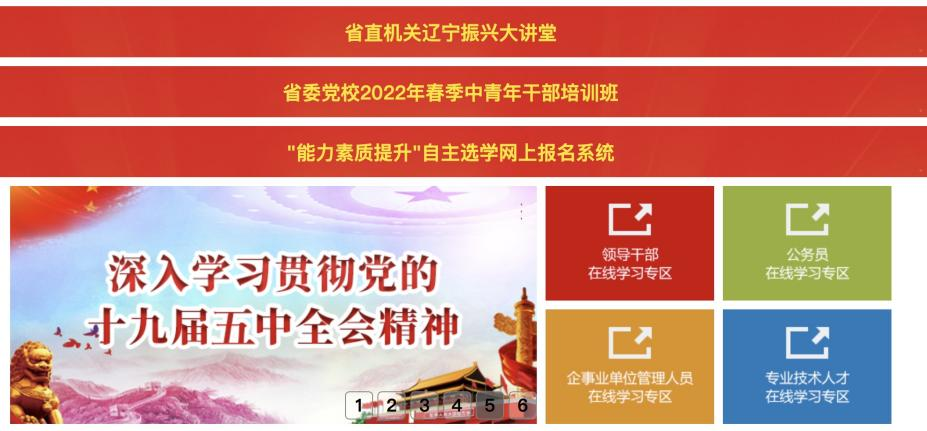 省直机关辽宁振兴大讲堂
省委党校2022年春季中青年干部培训班
"能力素质提升"自主选学网上报名系统
深入学习贯彻党的
十九届五中全会精神
1 2 3 4 5 6
领导干部
在线学习专区
公务员
在线学习专区
企事业单位管理人员
在线学习专区
专业技术人才
在线学习专区